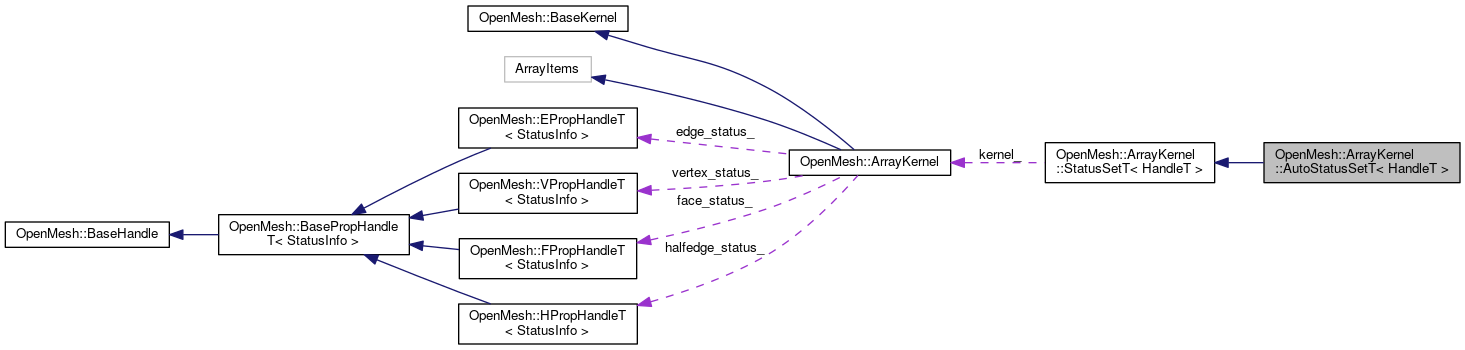 OpenMesh::BaseKernel
ArrayItems
OpenMesh::EPropHandleT
< StatusInfo >
edge_status_
OpenMesh::ArrayKernel
kernel_
OpenMesh::ArrayKernel
::StatusSetT< HandleT >
OpenMesh::ArrayKernel
::AutoStatusSetT< HandleT >
OpenMesh::VPropHandleT
< StatusInfo >
vertex_status_
face_status_
OpenMesh::BaseHandle
OpenMesh::BasePropHandle
T< StatusInfo >
OpenMesh::FPropHandleT
< StatusInfo >
halfedge_status_
OpenMesh::HPropHandleT
< StatusInfo >